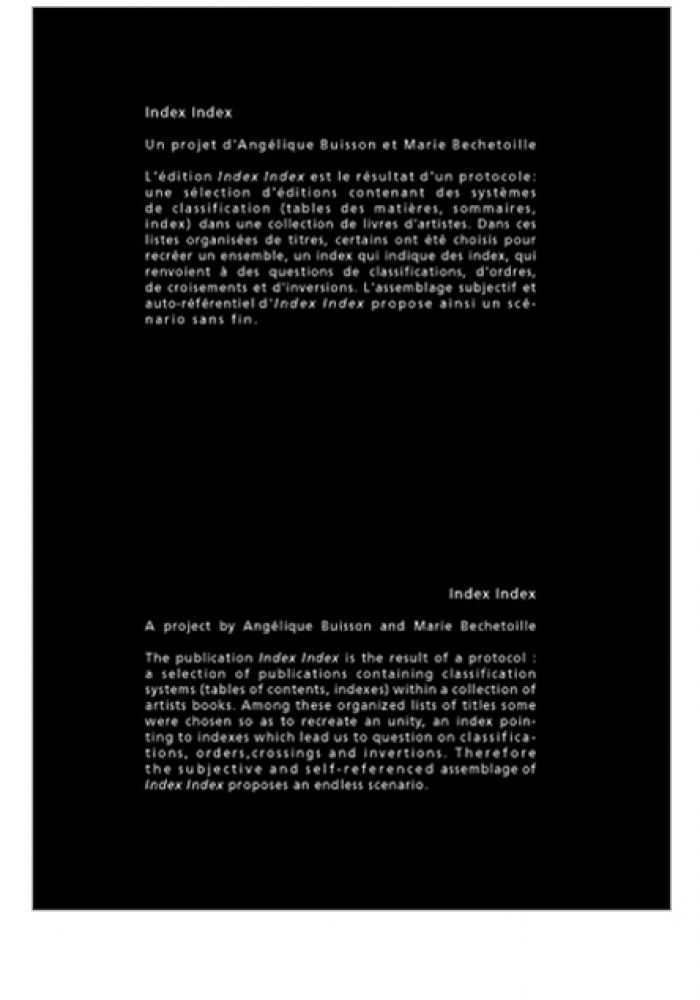 Index Index
Un projet d'Angélique Buisson et Marie Bechetoille
L'édition Index Index est le résultat d'un protocole:
une sélection d'éditions contenant des systèmes
de classification (tables des matières, sommaires,
index) dans une collection de livres d'artistes. Dans ces
listes organisées de titres, certains ont été choisis pour
recréer un ensemble, un index qui indique des index, qui
renvoient à des questions de classifications, d'ordres,
de croisements et d'inversions. L'assemblage subjectif et
auto-référentiel d'Index Index propose ainsi un scé-
nario sans fin.
Index Index
A project by Angélique Buisson and Marie Bechetoille
The publication Index Index is the result of a protocol :
a selection of publications containing classification
systems (tables of contents, indexes) within a collection of
artists books. Among these organized lists of titles some
were chosen so as to recreate an unity, an index poin-
ting to indexes which lead us to question on classifica-
tions, orders,crossings and invertions. Therefore
the subjective and self-referenced assemblage of
Index Index proposes an endless scenario.